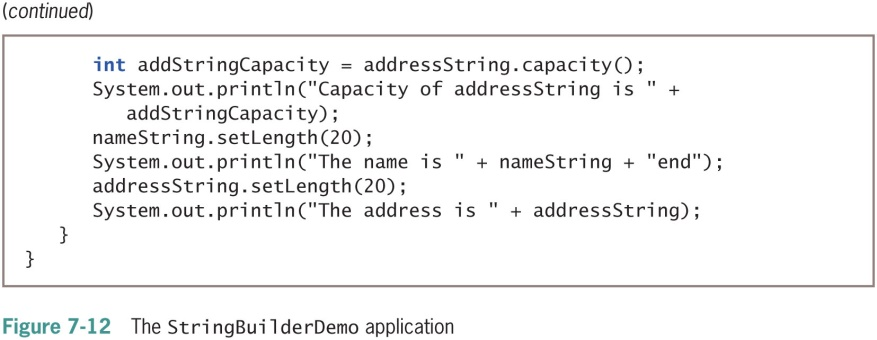 (continued)
int addStringCapacity = addressString.capacity();
System.out.println("Capacity of addressString is " +
addStringCapacity);
nameString.setLength(20);
System.out.println("The name is " + nameString + "end");
addressString.setLength(20);
System.out.println("The address is " + addressString);
}
}
Figure 7-12 The StringBuilderDemo application